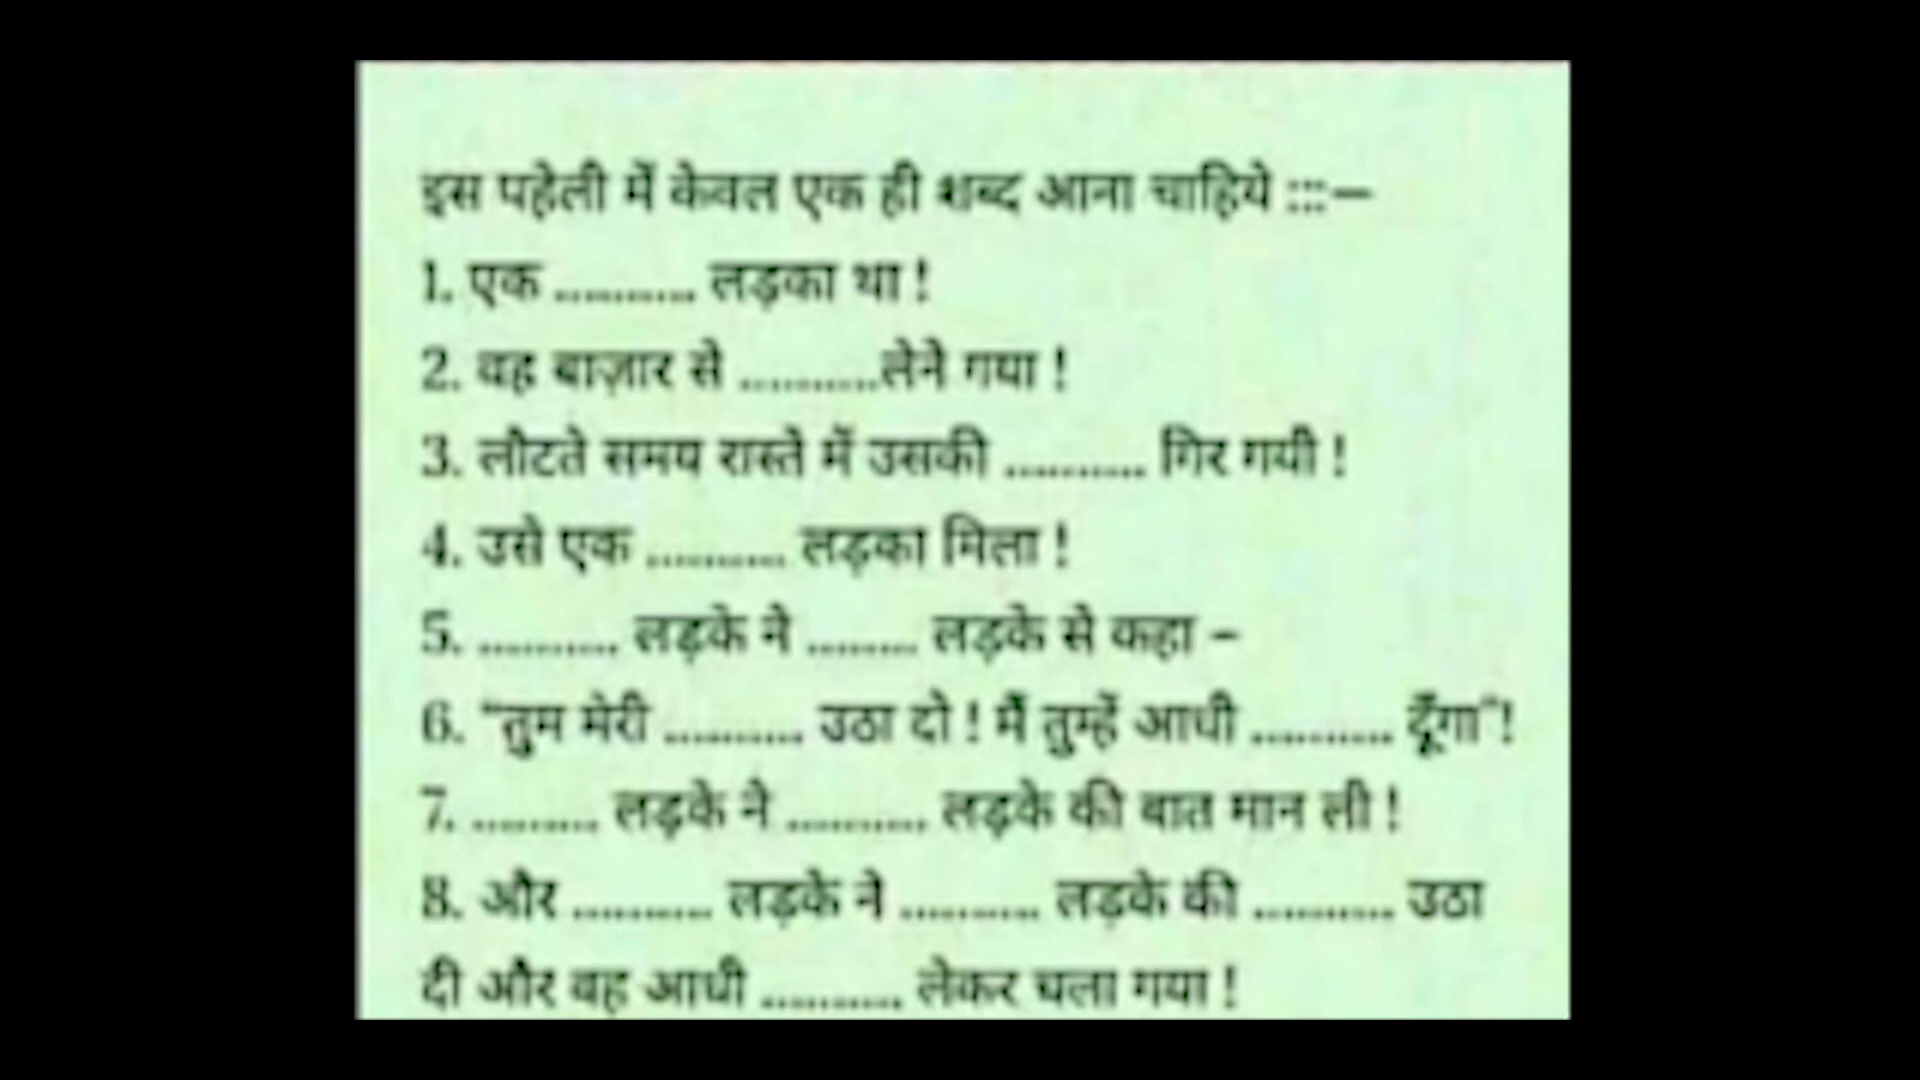 इस पहेली में केवल एक ही शब्द आना चाहिये :::—
1. एक ........... लड़का था !
2. वह बाज़ार से ...........लेने गया !
3. लौटते समय रास्ते में उसकी ........... गिर गयी !
4. उसे एक ........... लड़का मिला !
5. ........... लड़के ने ......... लड़के से कहा –
6. "तुम मेरी ........... उठा दो ! मैं तुम्हें आधी ........... दूँगा"!
7. .......... लड़के ने ........... लड़के की बात मान ली !
8. और ........... लड़के ने ........... लड़के की ........... उठा
दी और वह आधी ........... लेकर चला गया !